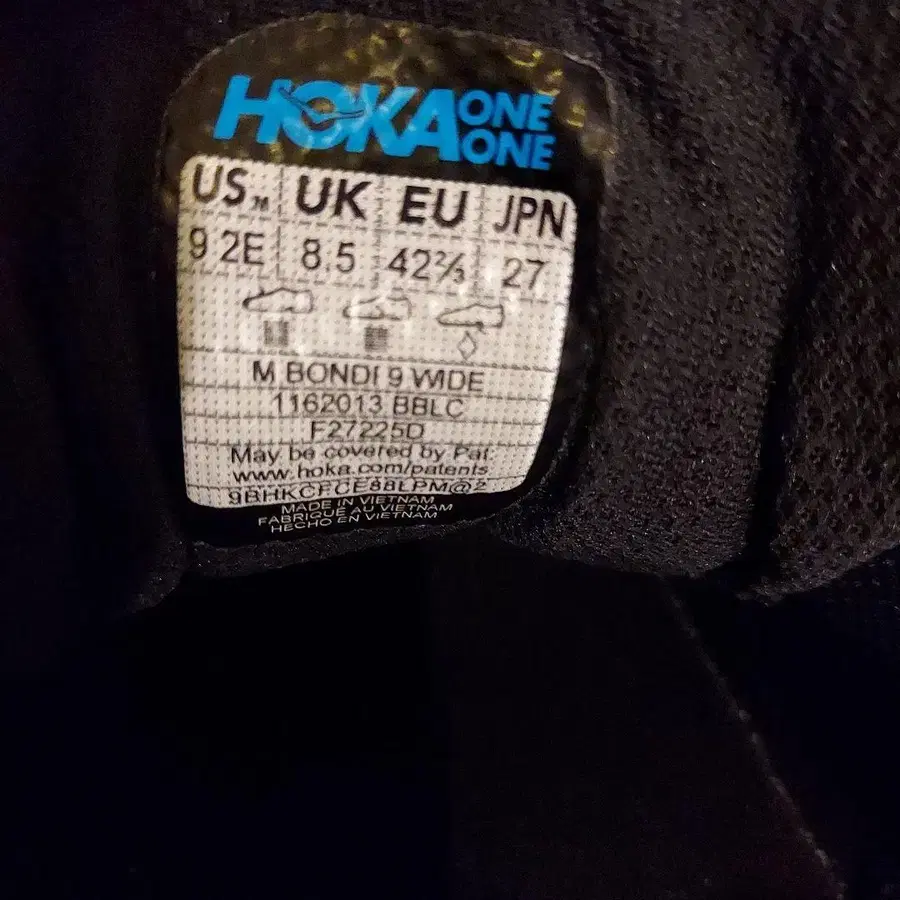 HOKA ONE ONE
US M UK EU JPN
9 2E 8.5 42⅔ 27
M BONDI 9 WIDE
1162013 BBLC
F27225D
May be covered by Pat:
www.hoka.com/patents
MADE IN VIETNAM
FABRIQUÉ AU VIETNAM
HECHO EN VIETNAM